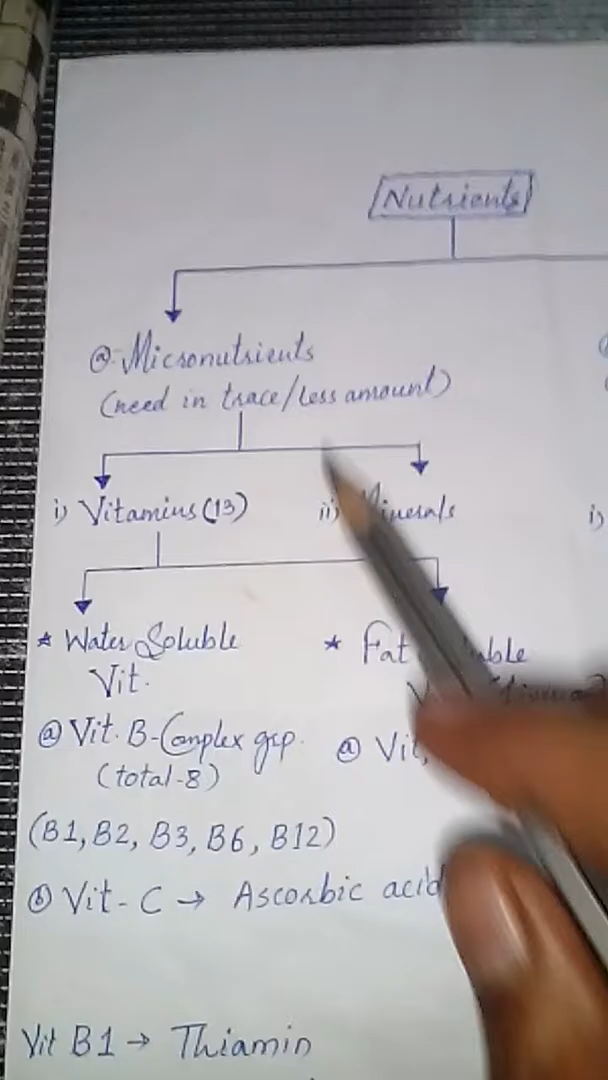 Nutrients
@ Micronutrients
(need in trace/less amount)
i) Vitamins (13)
ii) Minerals
i)
* Water Soluble
Vit.
* Fat
@ Vit. B-Complex grp.
(total-8)
@ Vit.
(B1, B2, B3, B6, B12)
ⓑ Vit-C → Ascorbic acid
Vit B1 → Thiamin